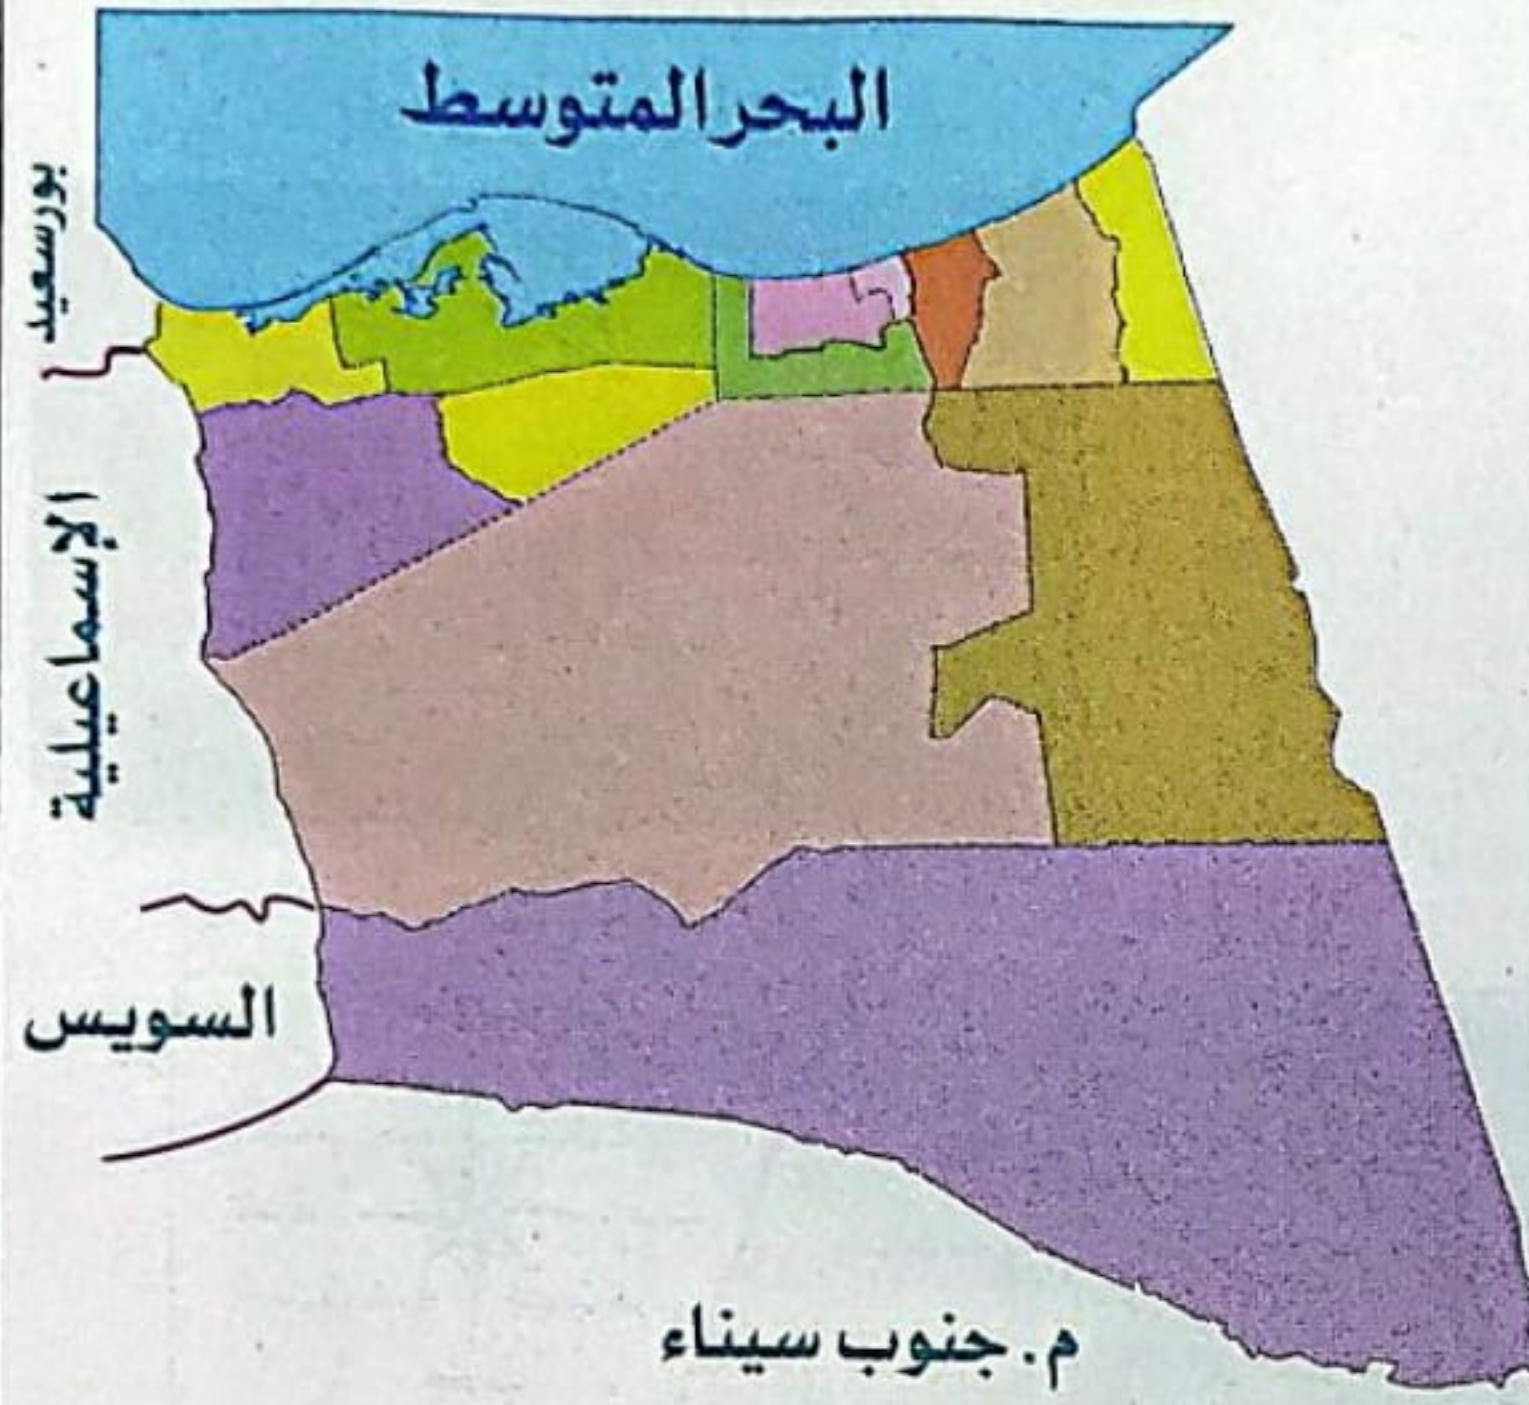 البحر المتوسط
بورسعيد
الإسماعيلية
السويس
م. جنوب سيناء